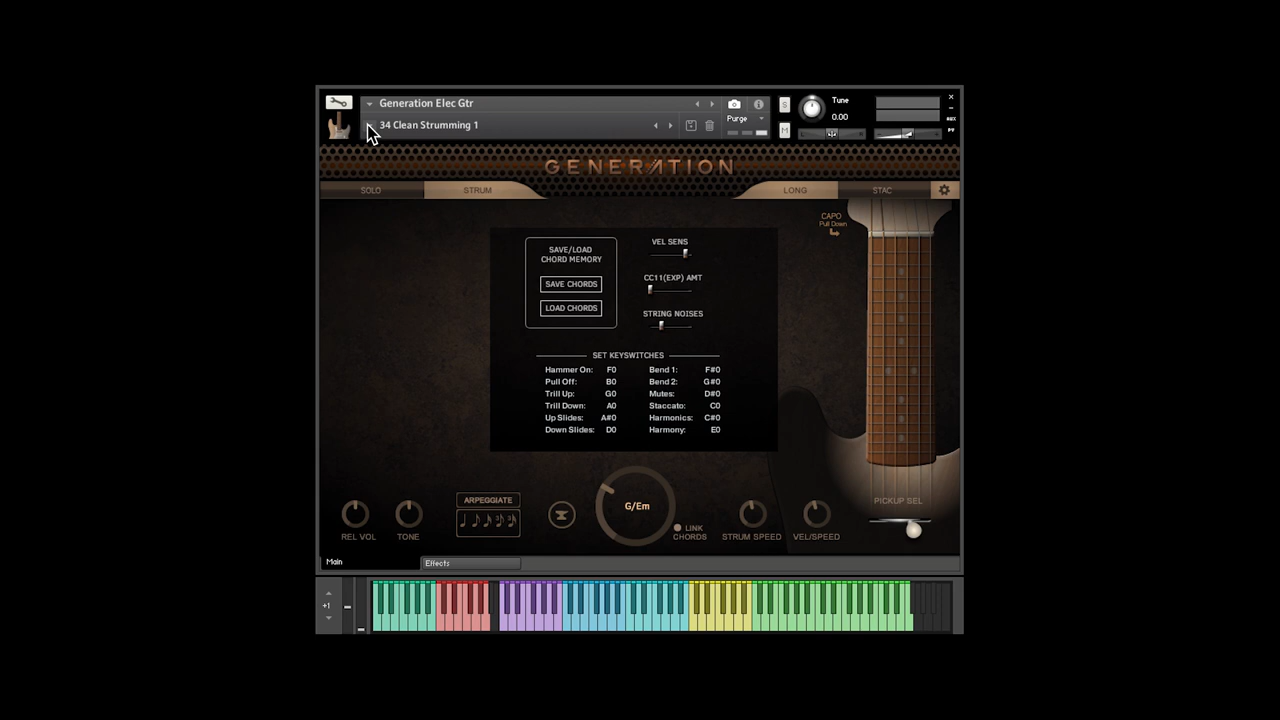 Generation Elec Gtr
34 Clean Strumming 1
Purge
S
M
Tune
0.00
AUX
PV
GENERATION
SOLO
STRUM
LONG
STAC
CAPO
Pull Down
SAVE/LOAD
CHORD MEMORY
SAVE CHORDS
LOAD CHORDS
VEL SENS
CC11(EXP) AMT
STRING NOISES
SET KEYSWITCHES
Hammer On: F0
Pull Off: B0
Trill Up: G0
Trill Down: A0
Up Slides: A#0
Down Slides: D0
Bend 1: F#0
Bend 2: G#0
Mutes: D#0
Staccato: C0
Harmonics: C#0
Harmony: E0
REL VOL
TONE
ARPEGGIATE
G/Em
LINK
CHORDS
STRUM SPEED
VEL/SPEED
PICKUP SEL
Main
Effects
+1